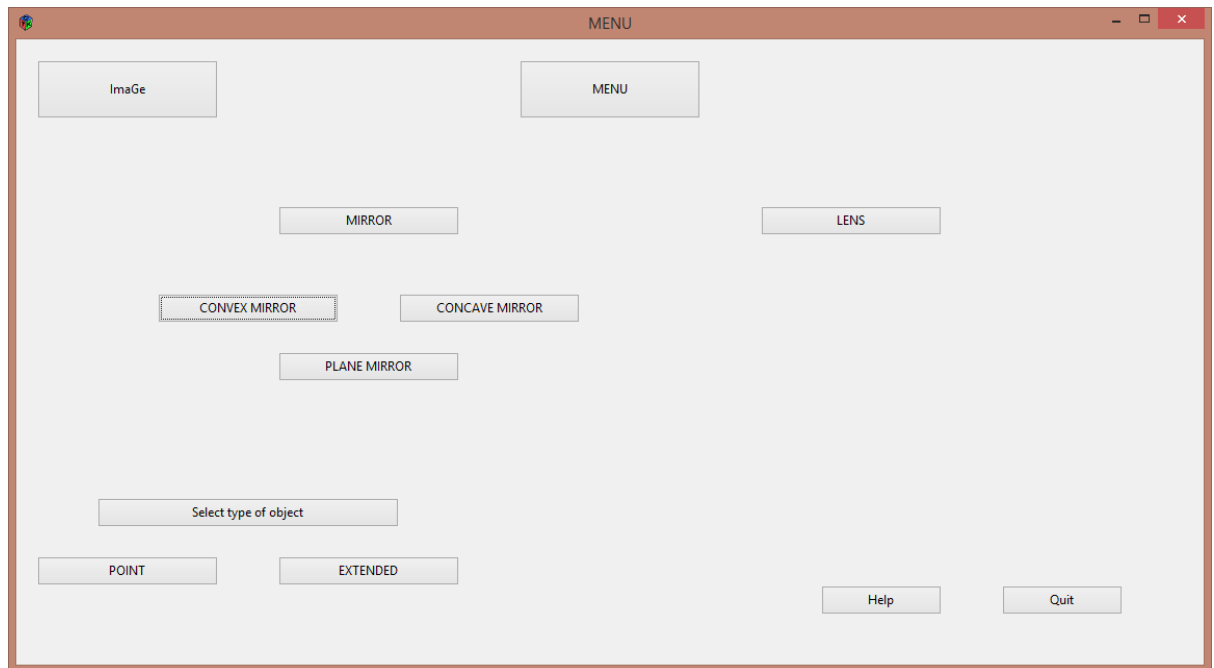 MENU
ImaGe
MENU
MIRROR
LENS
CONVEX MIRROR
CONCAVE MIRROR
PLANE MIRROR
Select type of object
POINT
EXTENDED
Help
Quit